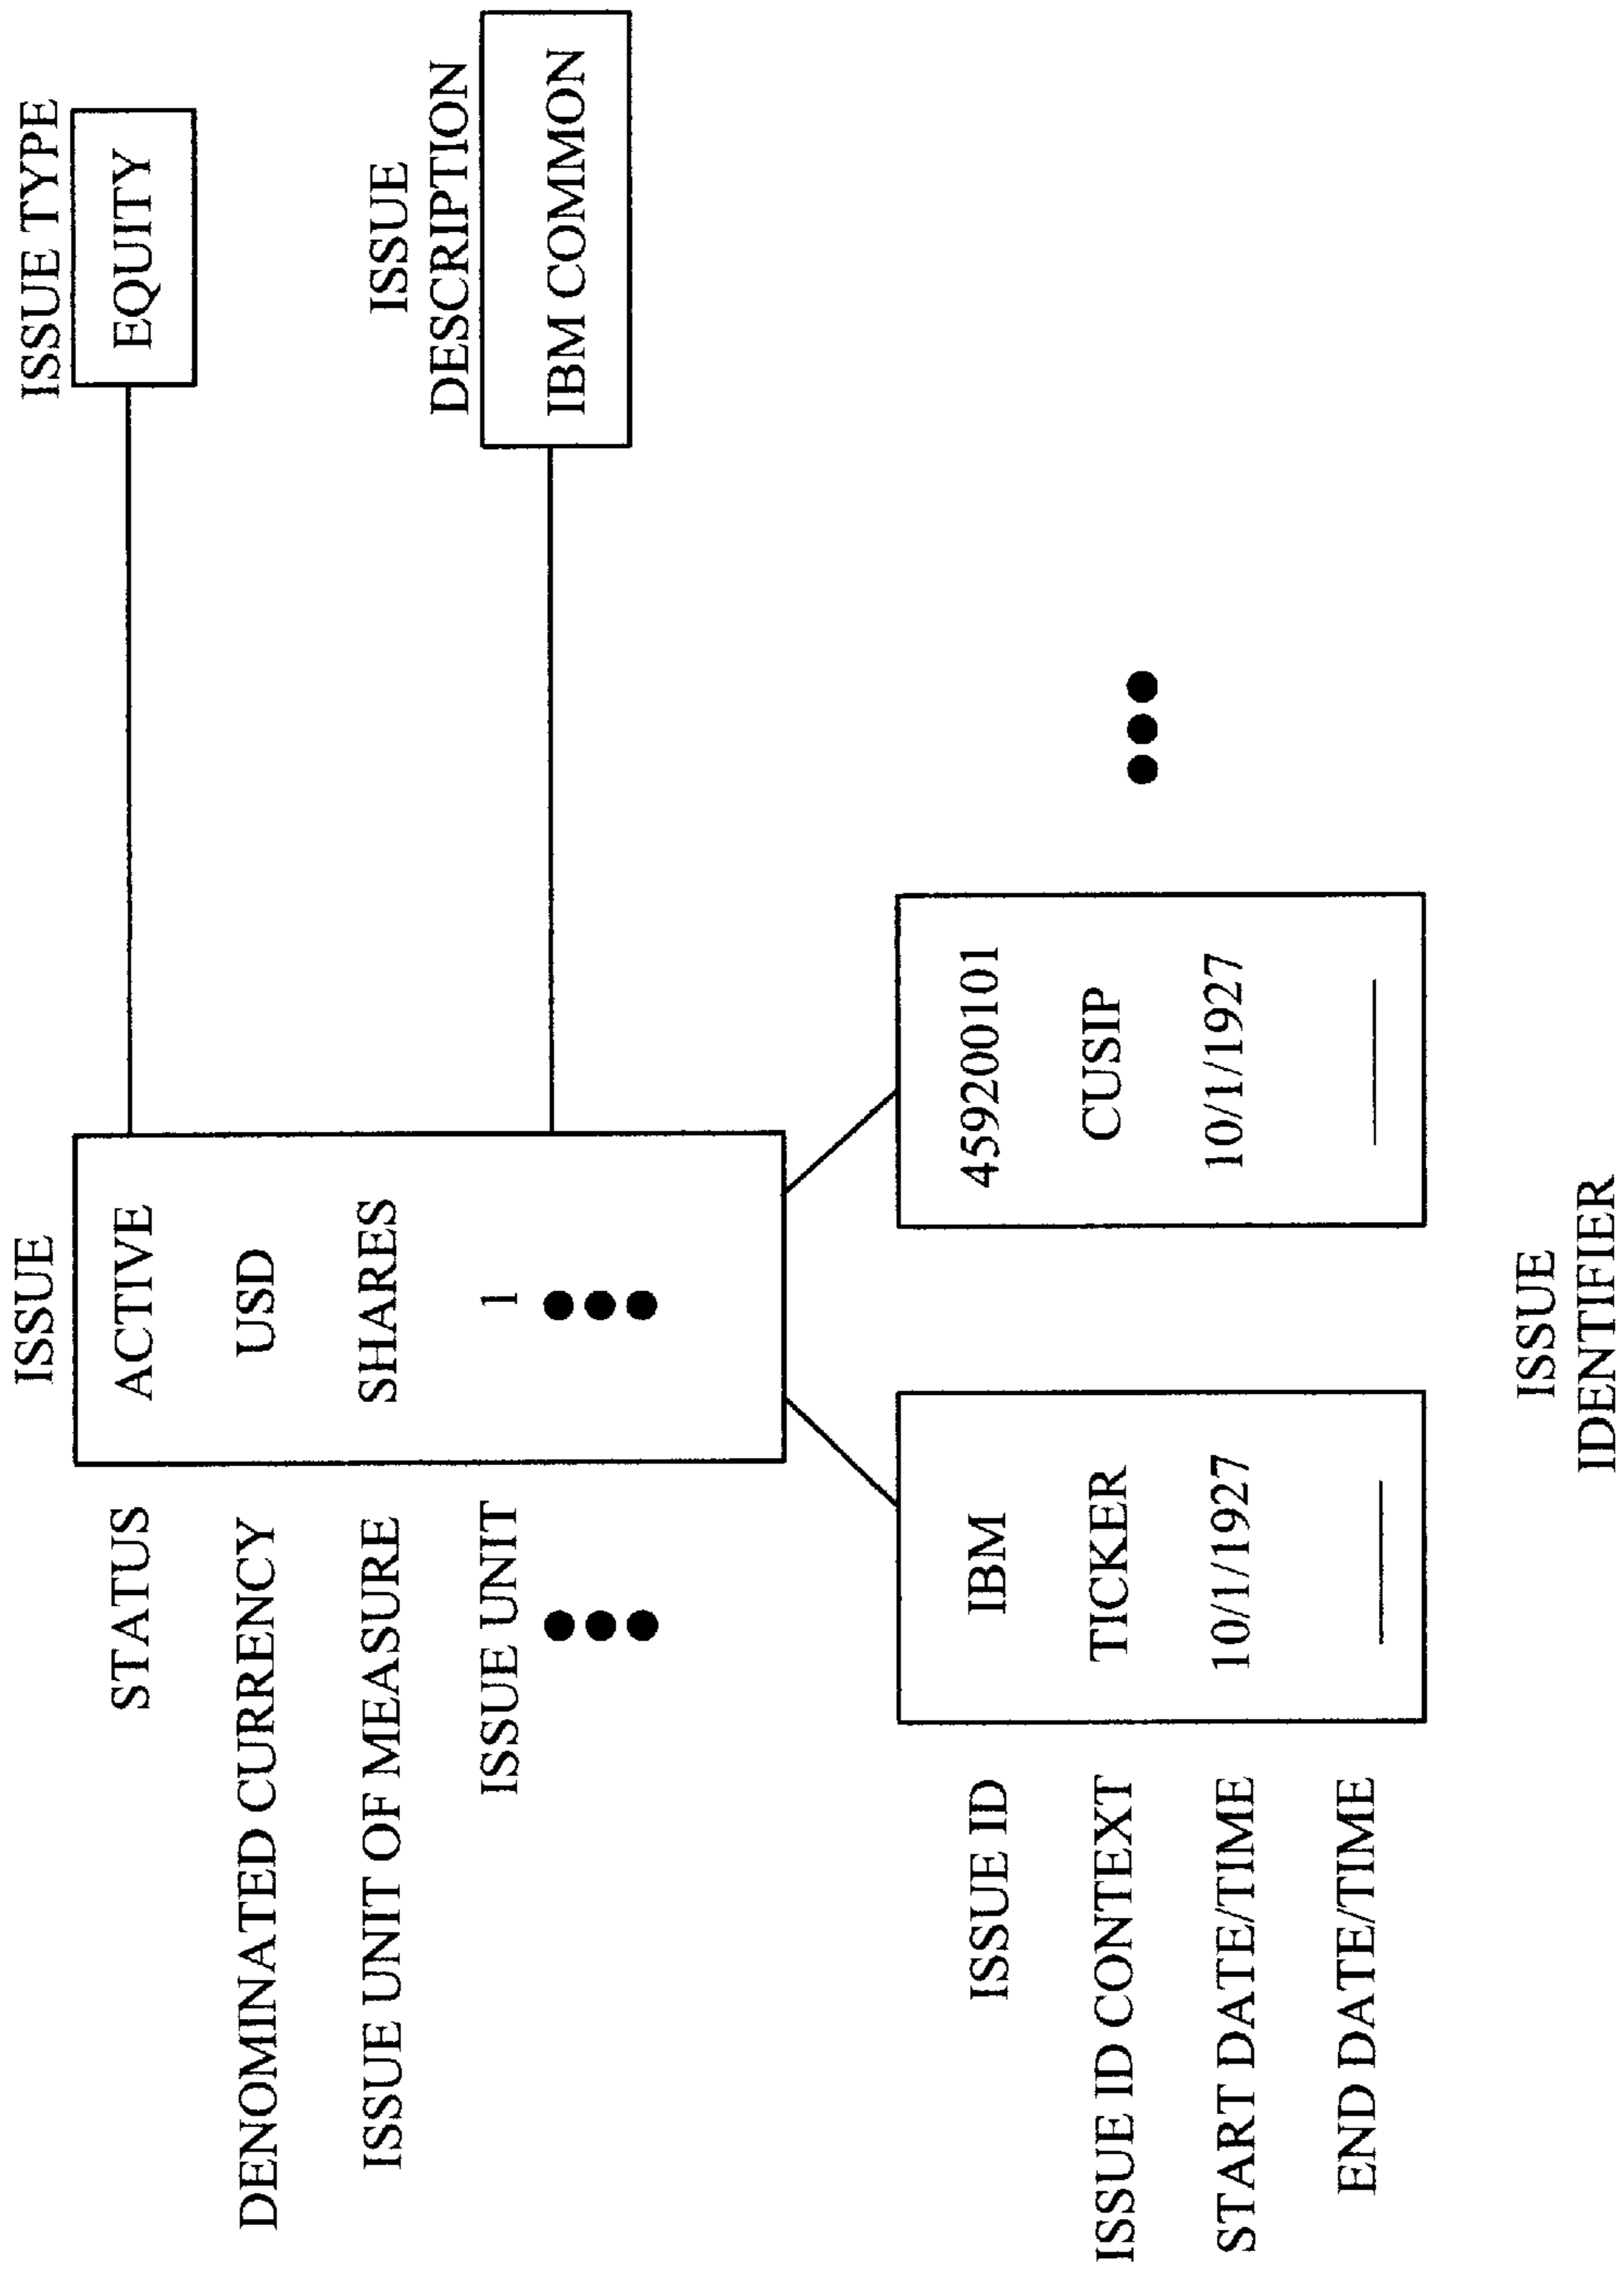 ISSUE
ISSUE TYPE
STATUS
ACTIVE
EQUITY
DENOMINATED CURRENCY
USD
ISSUE UNIT OF MEASURE
SHARES
ISSUE
DESCRIPTION
ISSUE UNIT
1
IBM COMMON
ISSUE ID
IBM
459200101
ISSUE ID CONTEXT
TICKER
CUSIP
START DATE/TIME
10/1/1927
10/1/1927
END DATE/TIME
ISSUE
IDENTIFIER